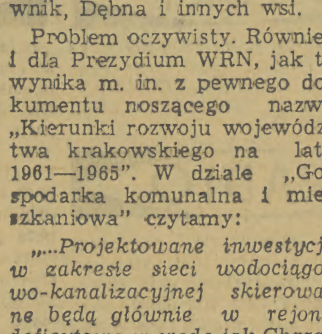 wnik, Dębna i innych wsi.
Problem oczywisty. Równie
i dla Prezydium WRN, jak t
wynika m. in. z pewnego do
kumentu noszącego nazw
„Kierunki rozwoju wojewódz
twa krakowskiego na lat
1961—1965". W dziale „Go
spodarka komunalna i mie
szkaniowa" czytamy:
„...Projektowane inwestycj
w zakresie sieci wodociągo
wo-kanalizacyjnej skierowa
ne będą głównie w rejon